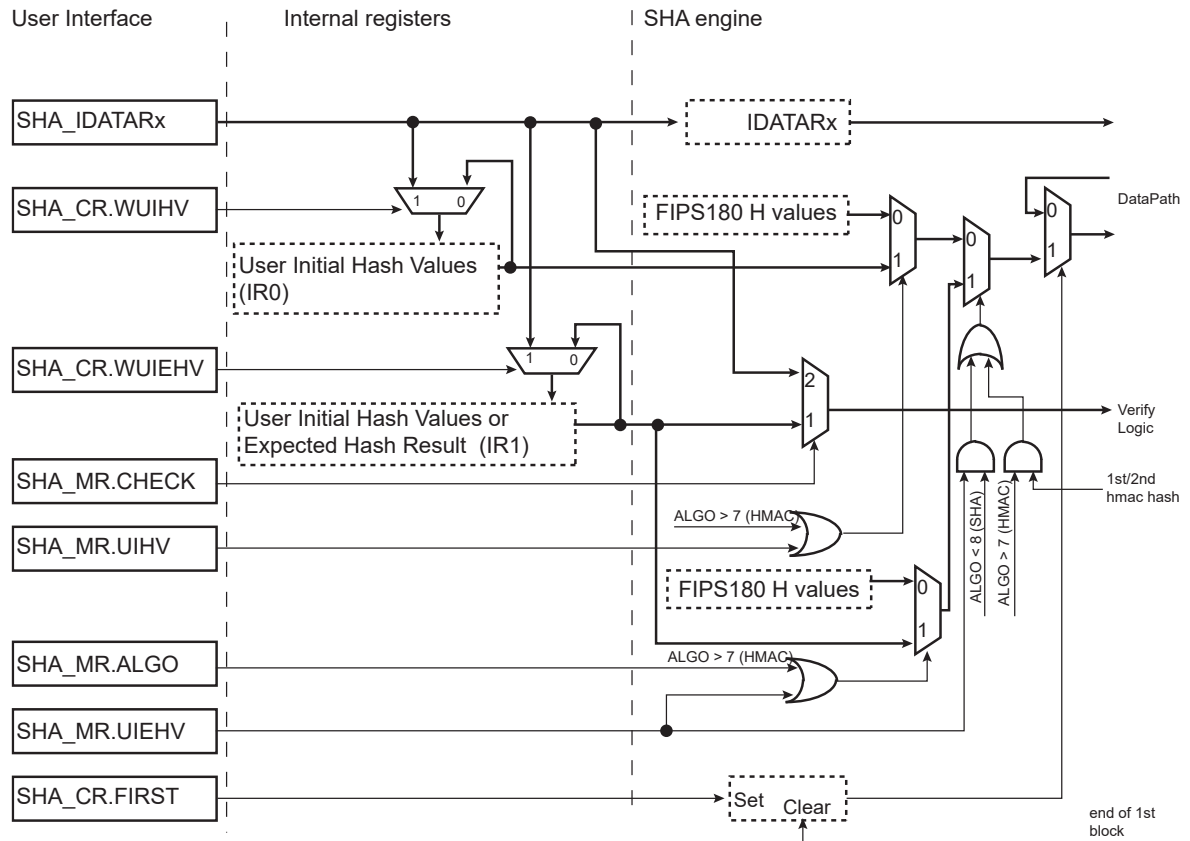 User Interface
Internal registers
SHA engine
SHA_IDATARx
IDATARx
1
0
SHA_CR.WUIHV
FIPS180 H values
0
1
0
1
0
1
DataPath
User Initial Hash Values
(IR0)
SHA_CR.WUIEHV
1
0
2
1
User Initial Hash Values or
Expected Hash Result (IR1)
Verify
Logic
SHA_MR.CHECK
1st/2nd
hmac hash
ALGO > 7 (HMAC)
SHA_MR.UIHV
ALGO < 8 (SHA)
ALGO > 7 (HMAC)
FIPS180 H values
0
1
SHA_MR.ALGO
ALGO > 7 (HMAC)
SHA_MR.UIEHV
SHA_CR.FIRST
Set
Clear
end of 1st
block